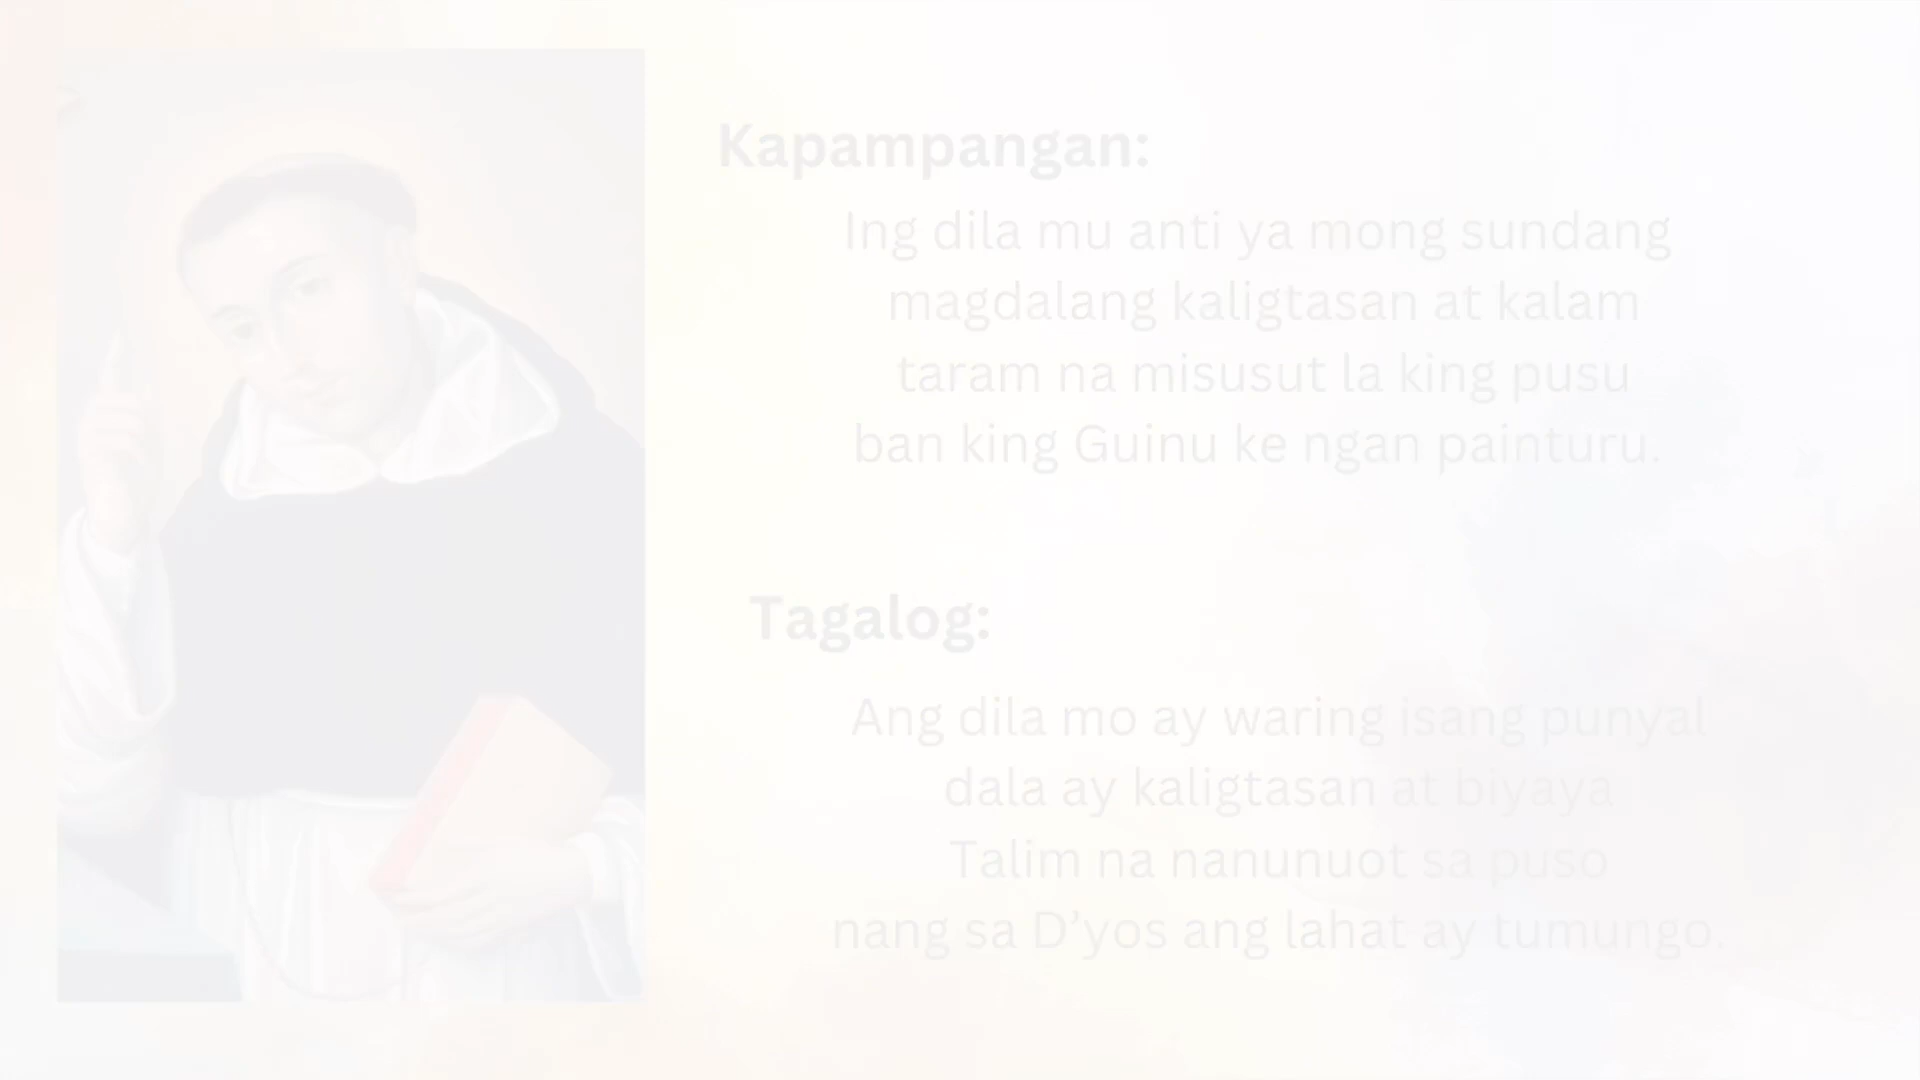 Kapampangan:
Ing dila mu anti ya mong sundang
magdalang kaligtasan at kalam
taram na misusut la king pusu
ban king Guinu ke ngan painturu.
Tagalog:
Ang dila mo ay waring isang punyal
dala ay kaligtasan at biyaya
Talim na nanunuot sa puso
nang sa D’yos ang lahat ay tumungo.